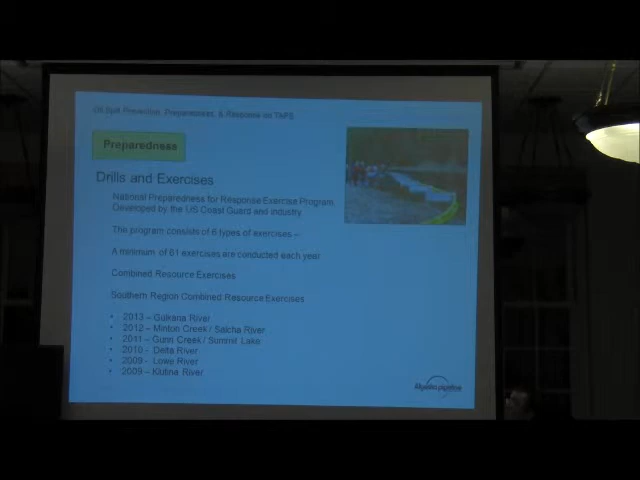 Oil Spill Prevention, Preparedness, & Response on TAPS
Preparedness
Drills and Exercises
National Preparedness for Response Exercise Program
Developed by the US Coast Guard and industry
The program consists of 6 types of exercises –
A minimum of 61 exercises are conducted each year
Combined Resource Exercises
Southern Region Combined Resource Exercises
• 2013 – Gulkana River
• 2012 – Minton Creek / Salcha River
• 2011 – Gunn Creek / Summit Lake
• 2010 - Delta River
• 2009 - Lowe River
• 2009 – Klutina River
Alyeska pipeline